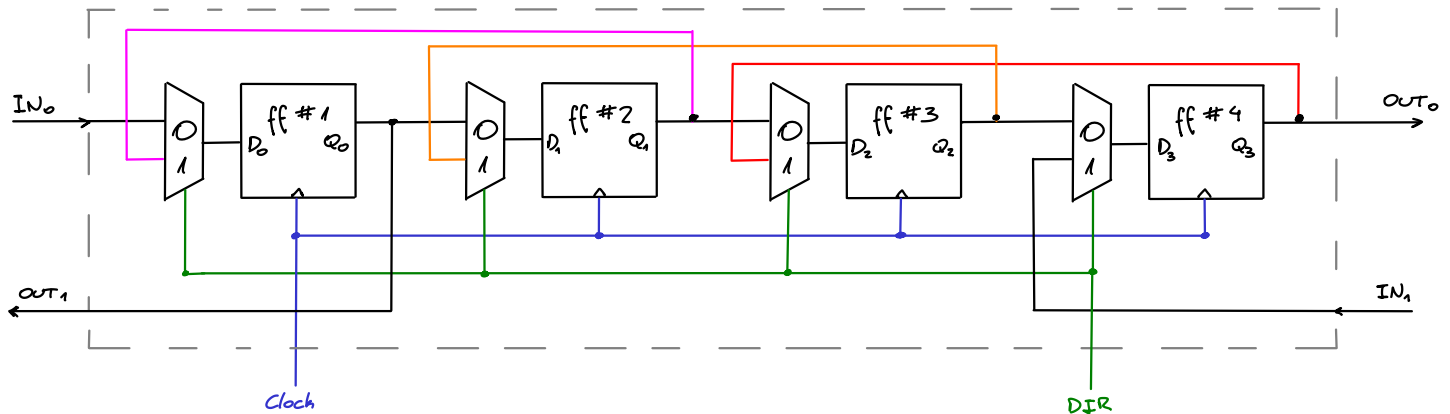 IN₀
0
1
ff #1
D₀
Q₀
0
1
ff #2
D₁
Q₁
0
1
ff #3
D₂
Q₂
0
1
ff #4
D₃
Q₃
OUT₀
OUT₁
IN₁
Clock
DIR